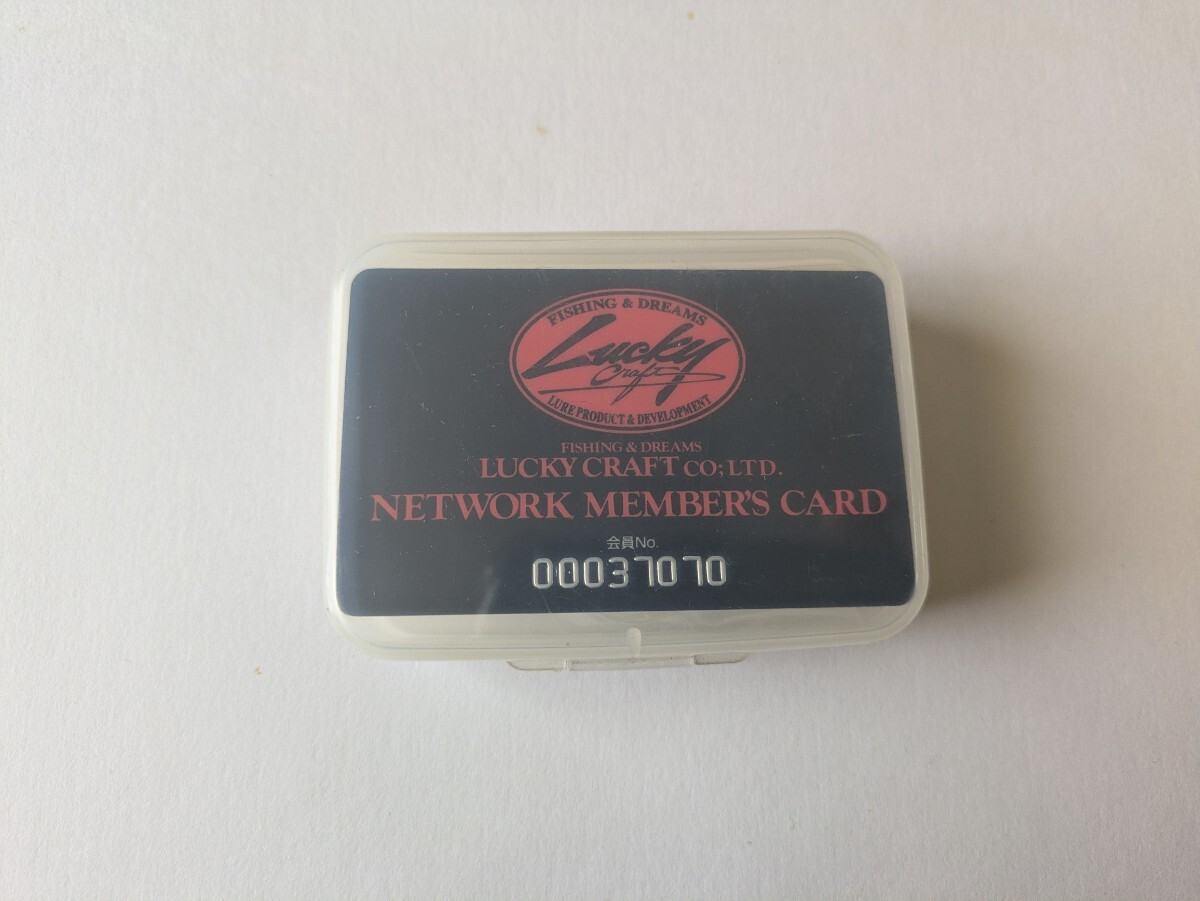 FISHING & DREAMS
Lucky
Craft
LURE PRODUCT & DEVELOPMENT
FISHING & DREAMS
LUCKY CRAFT CO;LTD.
NETWORK MEMBER'S CARD
会員No.
00037070